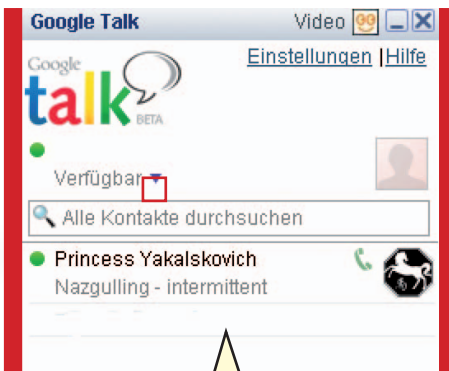 Google Talk Video
Einstellungen | Hilfe
Google
talk
BETA
Verfügbar
Alle Kontakte durchsuchen
Princess Yakalskovich
Nazgulling - intermittent